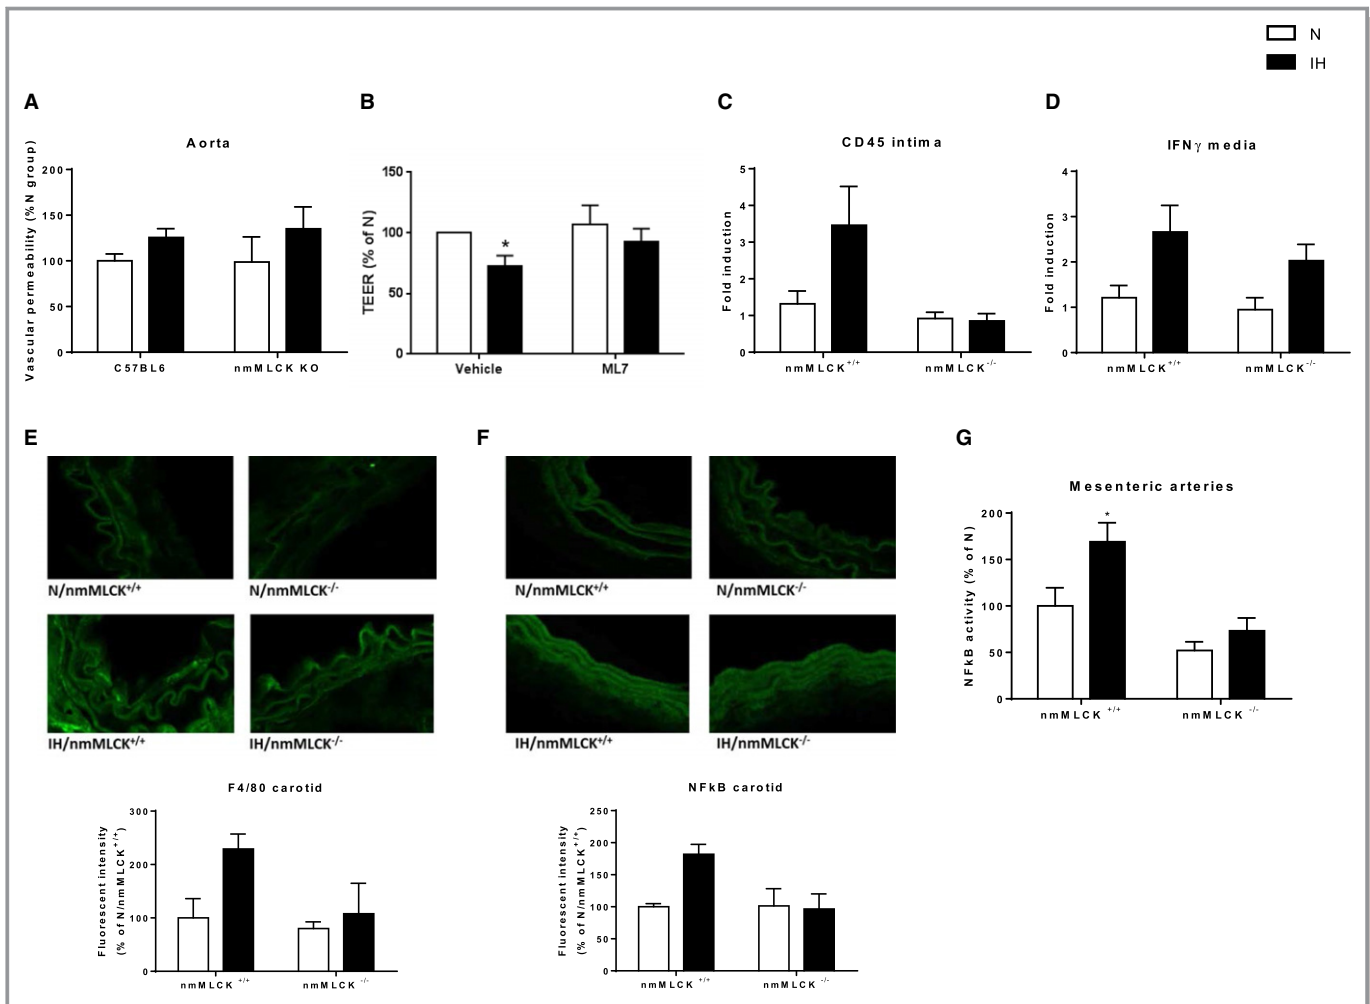 N
IH
A
B
C
D
Aorta
Vascular permeability (%N group)
200
150
100
50
0
C57BL6
nmMLCK KO
TEER (% of N)
150
100
50
0
*
Vehicle
ML7
CD45 intima
Fold induction
5
4
3
2
1
0
nmMLCK+/+
nmMLCK-/-
IFNγ media
Fold induction
4
3
2
1
0
nmMLCK+/+
nmMLCK-/-
E
F
G
N/nmMLCK+/+
N/nmMLCK-/-
IH/nmMLCK+/+
IH/nmMLCK-/-
N/nmMLCK+/+
N/nmMLCK-/-
IH/nmMLCK+/+
IH/nmMLCK-/-
Mesenteric arteries
NFkB activity (% of N)
200
150
100
50
0
*
nmMLCK +/+
nmMLCK -/-
F4/80 carotid
Fluorescent intensity
(% of N/nmMLCK+/+)
300
200
100
0
nmMLCK +/+
nmMLCK -/-
NFkB carotid
Fluorescent intensity
(% of N/nmMLCK+/+)
250
200
150
100
50
0
nmMLCK +/+
nmMLCK -/-